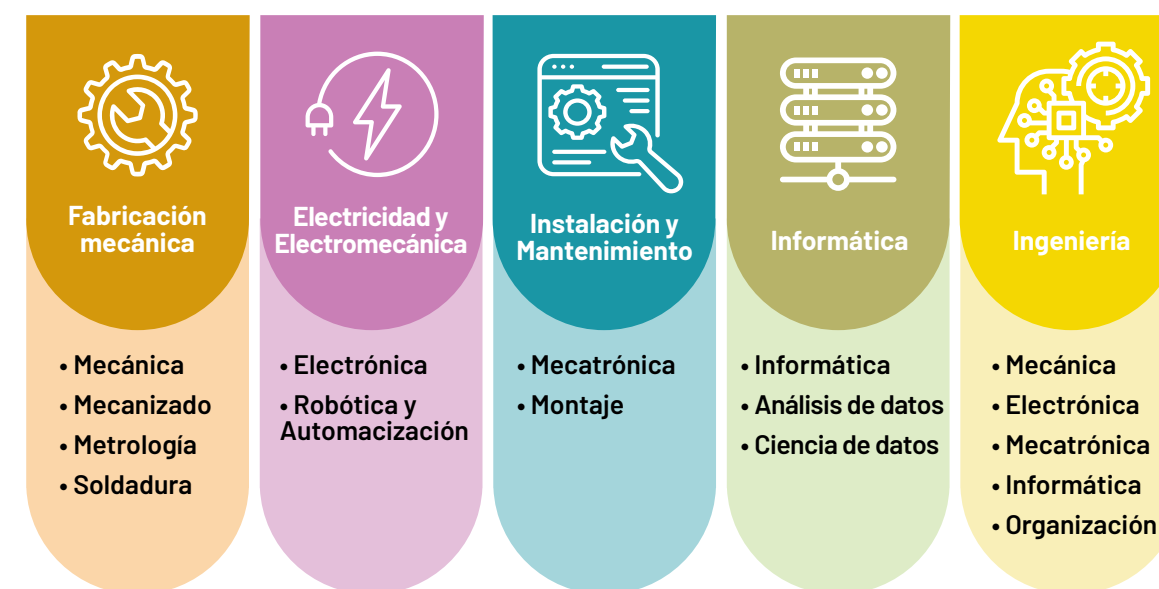 Fabricación
mecánica
• Mecánica
• Mecanizado
• Metrología
• Soldadura
Electricidad y
Electromecánica
• Electrónica
• Robótica y
Automacización
Instalación y
Mantenimiento
• Mecatrónica
• Montaje
Informática
• Informática
• Análisis de datos
• Ciencia de datos
Ingeniería
• Mecánica
• Electrónica
• Mecatrónica
• Informática
• Organización